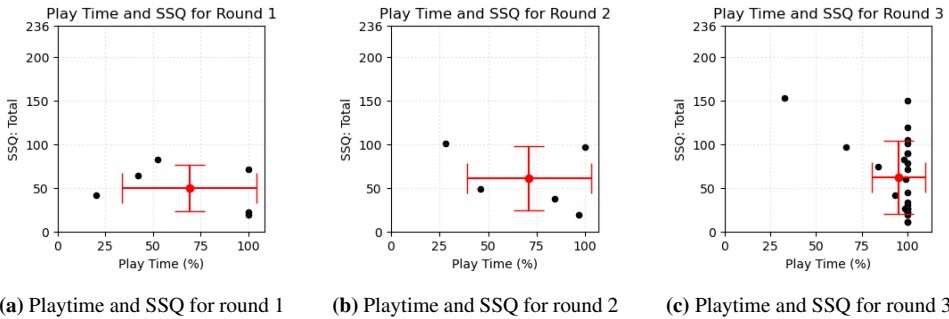 Play Time and SSQ for Round 1
236
200
150
100
50
0
SSQ: Total
0 25 50 75 100
Play Time (%)
(a) Playtime and SSQ for round 1
Play Time and SSQ for Round 2
236
200
150
100
50
0
SSQ: Total
0 25 50 75 100
Play Time (%)
(b) Playtime and SSQ for round 2
Play Time and SSQ for Round 3
236
200
150
100
50
0
SSQ: Total
0 25 50 75 100
Play Time (%)
(c) Playtime and SSQ for round 3